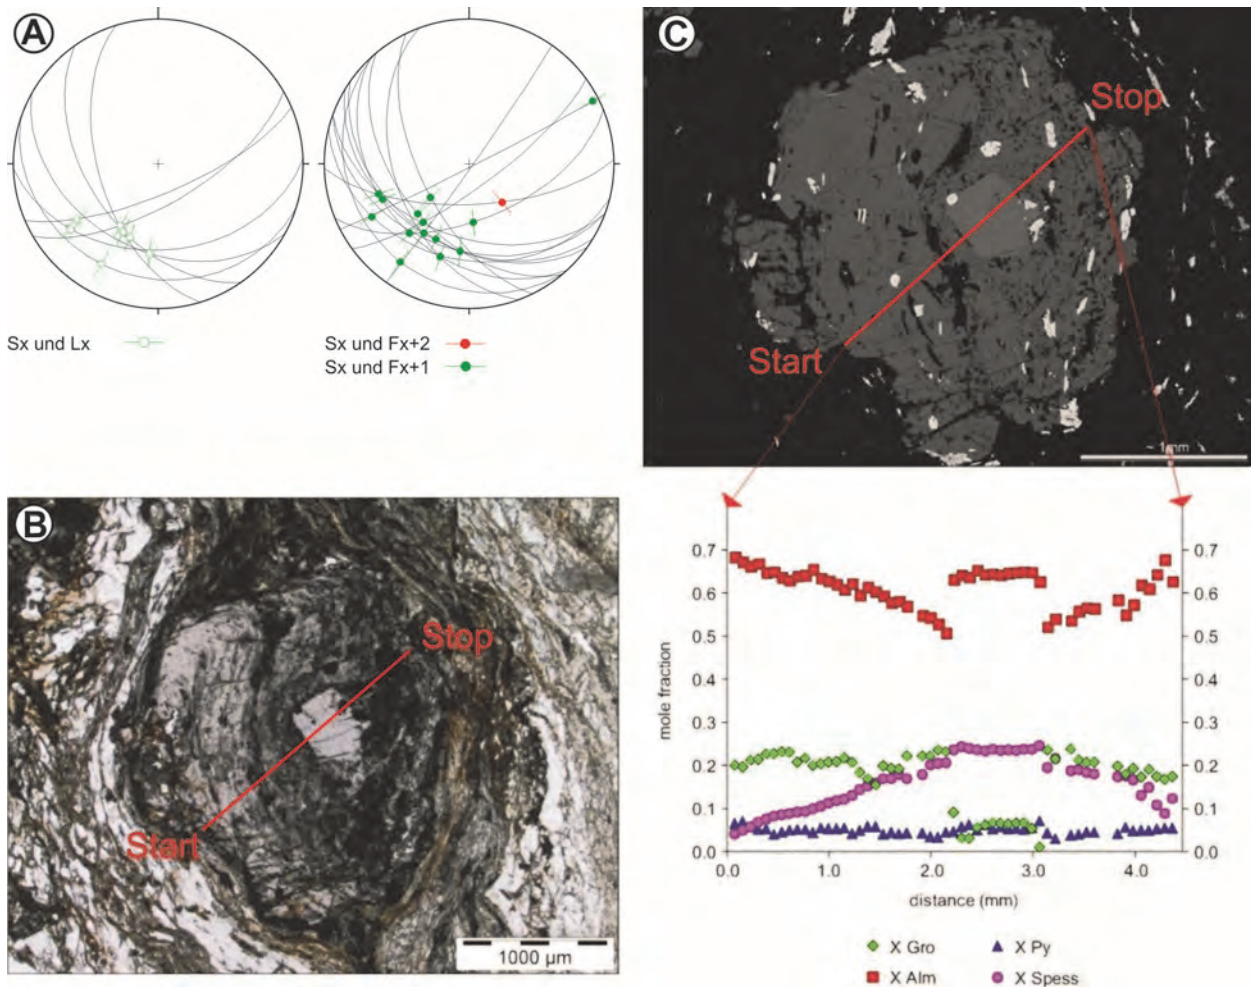 A
Sx und Lx
Sx und Fx+2
Sx und Fx+1
B
Stop
Start
1000 µm
C
Stop
Start
1mm
mole fraction
0.7
0.6
0.5
0.4
0.3
0.2
0.1
0.0
0.7
0.6
0.5
0.4
0.3
0.2
0.1
0.0
0.0 1.0 2.0 3.0 4.0
distance (mm)
X Gro X Py
X Alm X Spess